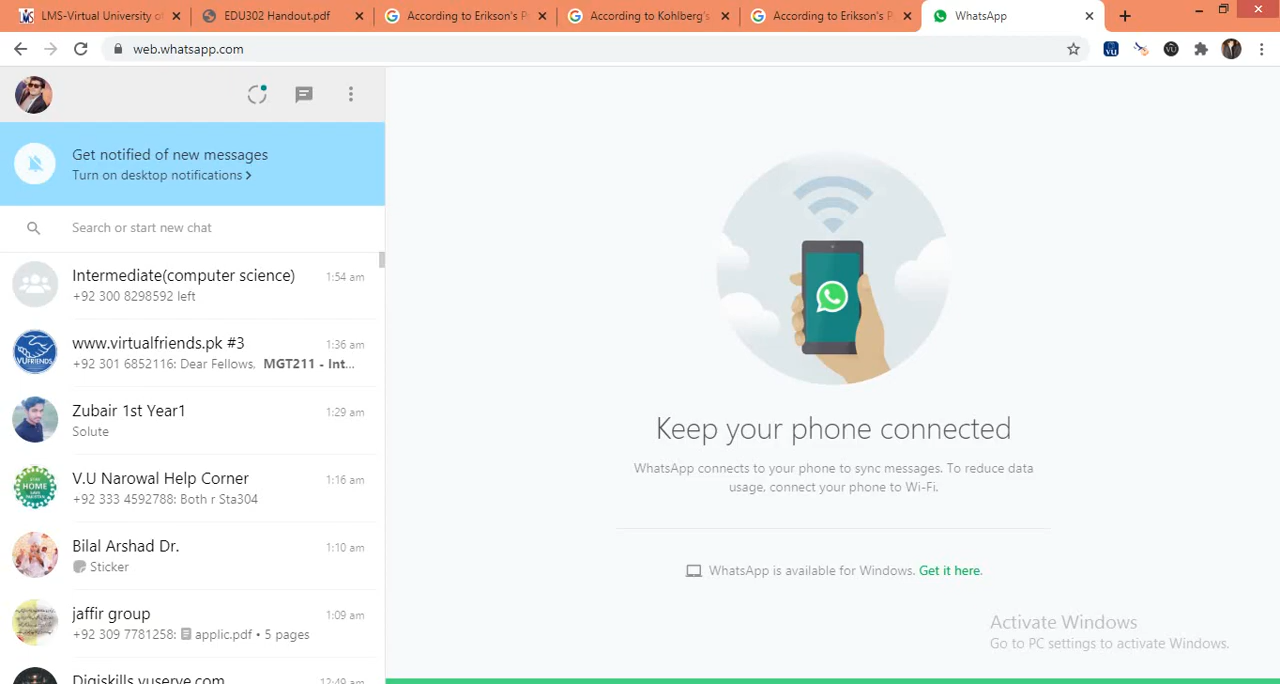 LMS-Virtual University of
EDU302 Handout.pdf
According to Erikson's P
According to Kohlberg's
According to Erikson's P
WhatsApp
web.whatsapp.com
Get notified of new messages
Turn on desktop notifications >
Search or start new chat
Intermediate(computer science) 1:54 am
+92 300 8298592 left
www.virtualfriends.pk #3 1:36 am
+92 301 6852116: Dear Fellows, MGT211 - Int...
Zubair 1st Year1 1:29 am
Solute
V.U Narowal Help Corner 1:16 am
+92 333 4592788: Both r Sta304
Bilal Arshad Dr. 1:10 am
Sticker
jaffir group 1:09 am
+92 309 7781258: applic.pdf • 5 pages
Digiskills.vuserve.com 12:49 am
Keep your phone connected
WhatsApp connects to your phone to sync messages. To reduce data
usage, connect your phone to Wi-Fi.
WhatsApp is available for Windows. Get it here.
Activate Windows
Go to PC settings to activate Windows.
VUFRIENDS
HOME